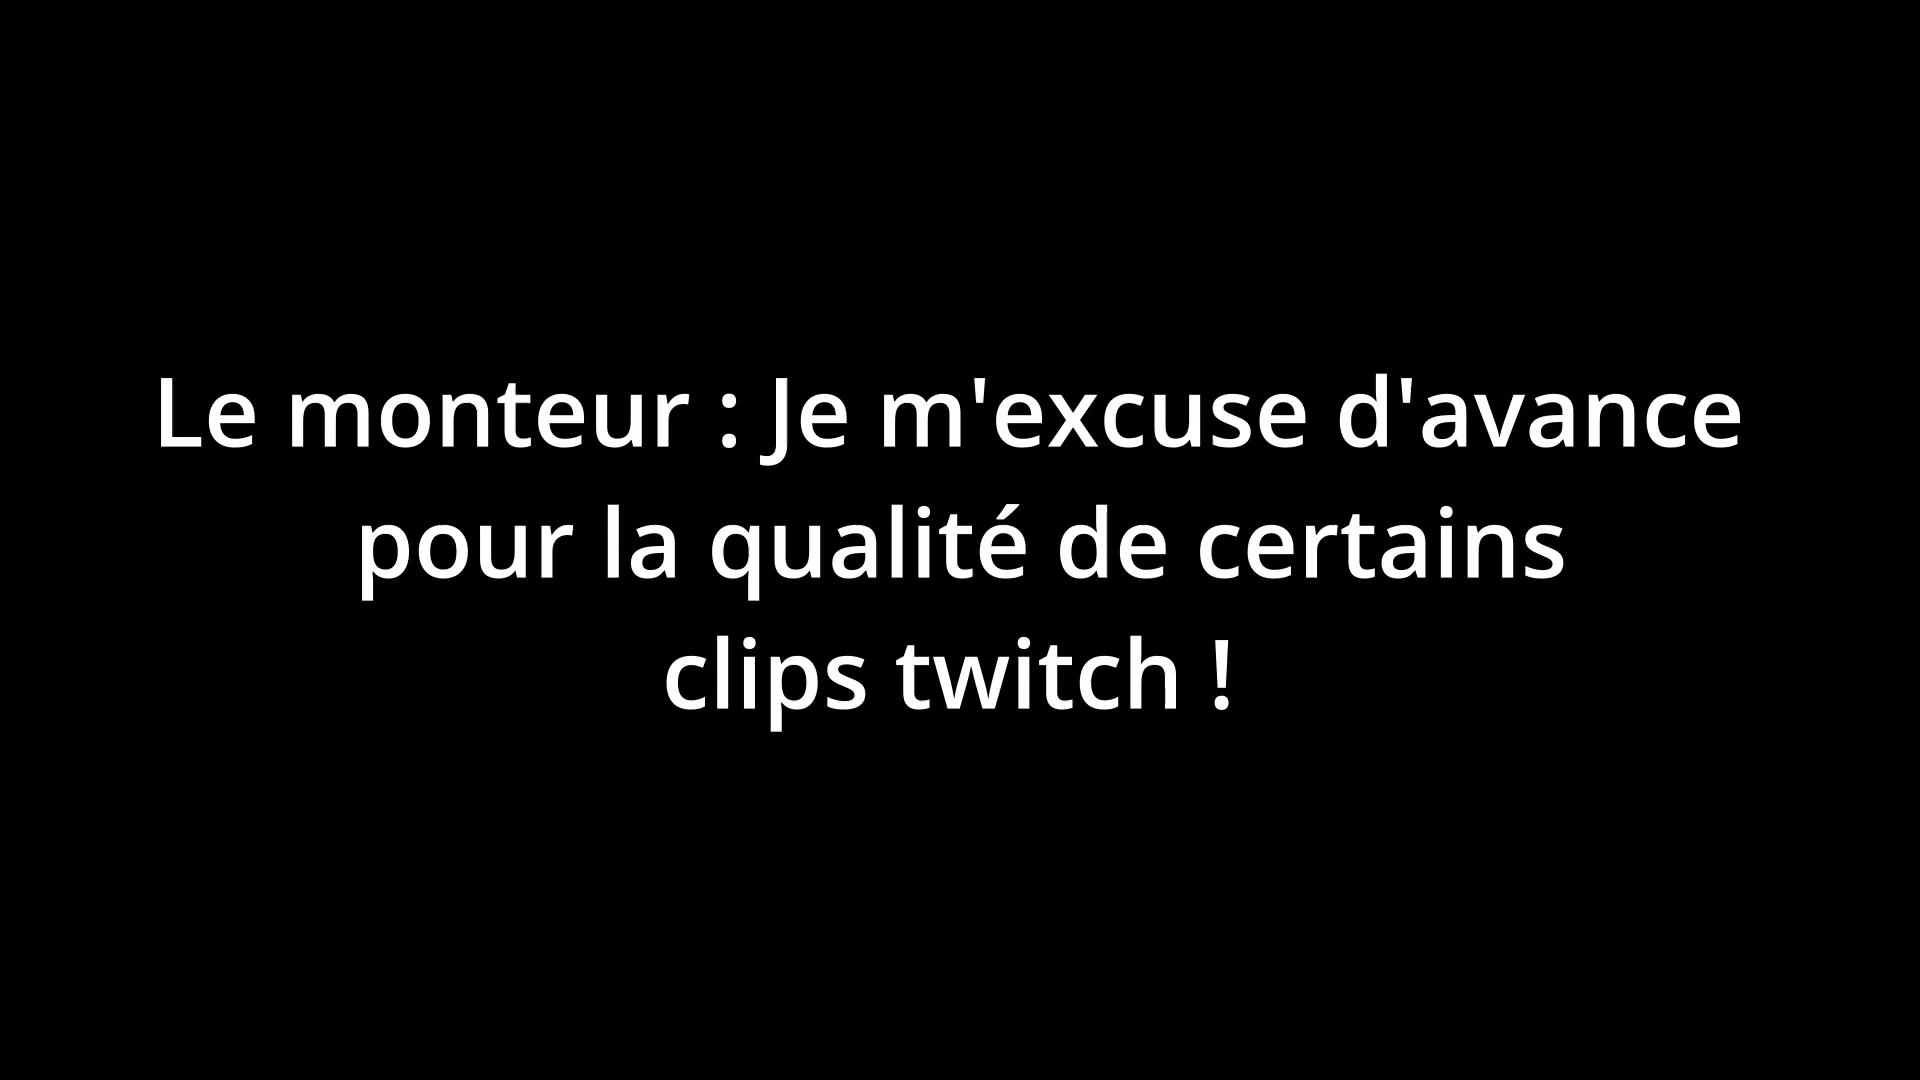 Le monteur : Je m'excuse d'avance
pour la qualité de certains
clips twitch !